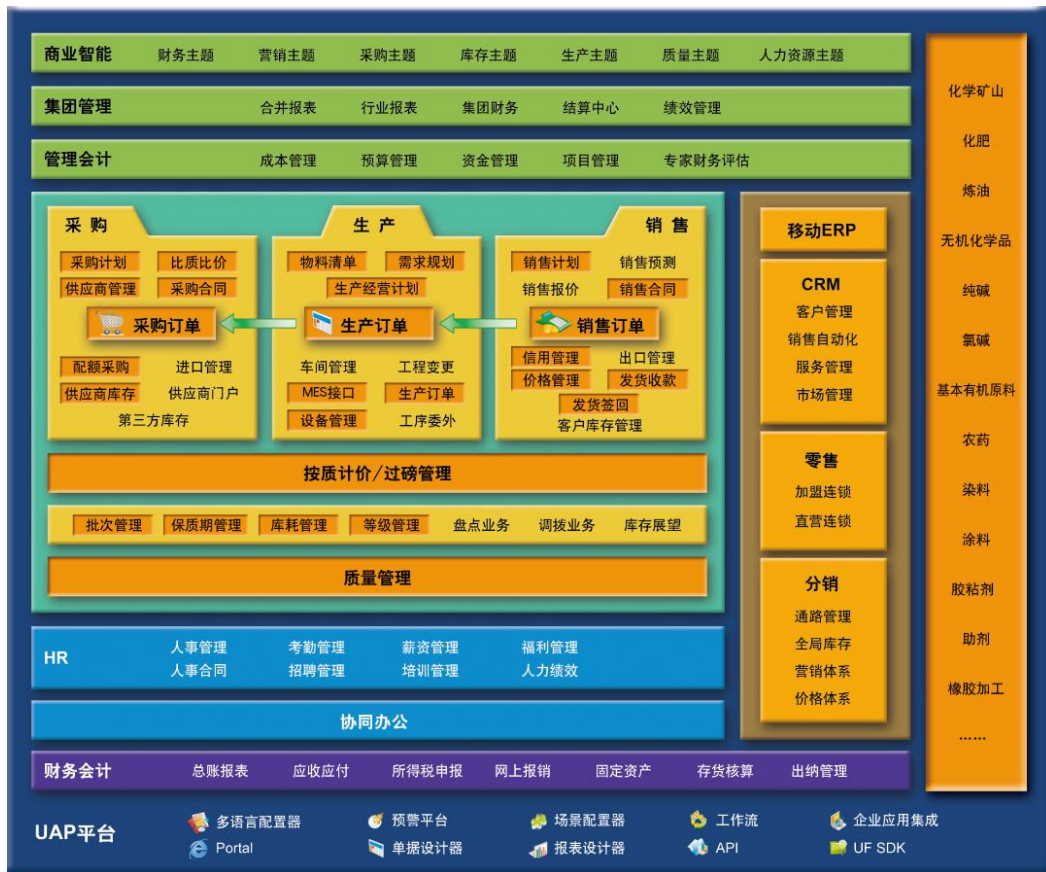 商业智能 财务主题 营销主题 采购主题 库存主题 生产主题 质量主题 人力资源主题
集团管理 合并报表 行业报表 集团财务 结算中心 绩效管理
管理会计 成本管理 预算管理 资金管理 项目管理 专家财务评估
采购
采购计划 比质比价
供应商管理 采购合同
采购订单
配额采购 进口管理
供应商库存 供应商门户
第三方库存
生产
物料清单 需求规划
生产经营计划
生产订单
车间管理 工程变更
MES接口 生产订单
设备管理 工序委外
销售
销售计划 销售预测
销售报价 销售合同
销售订单
信用管理 出口管理
价格管理 发货收款
发货签回
客户库存管理
按质计价/过磅管理
批次管理 保质期管理 库耗管理 等级管理 盘点业务 调拨业务 库存展望
质量管理
移动ERP
CRM
客户管理
销售自动化
服务管理
市场管理
零售
加盟连锁
直营连锁
分销
通路管理
全局库存
营销体系
价格体系
HR
人事管理 考勤管理 薪资管理 福利管理
人事合同 招聘管理 培训管理 人力绩效
协同办公
财务会计 总账报表 应收应付 所得税申报 网上报销 固定资产 存货核算 出纳管理
UAP平台
多语言配置器 预警平台 场景配置器 工作流 企业应用集成
Portal 单据设计器 报表设计器 API UF SDK
化学矿山
化肥
炼油
无机化学品
纯碱
氯碱
基本有机原料
农药
染料
涂料
胶粘剂
助剂
橡胶加工
……